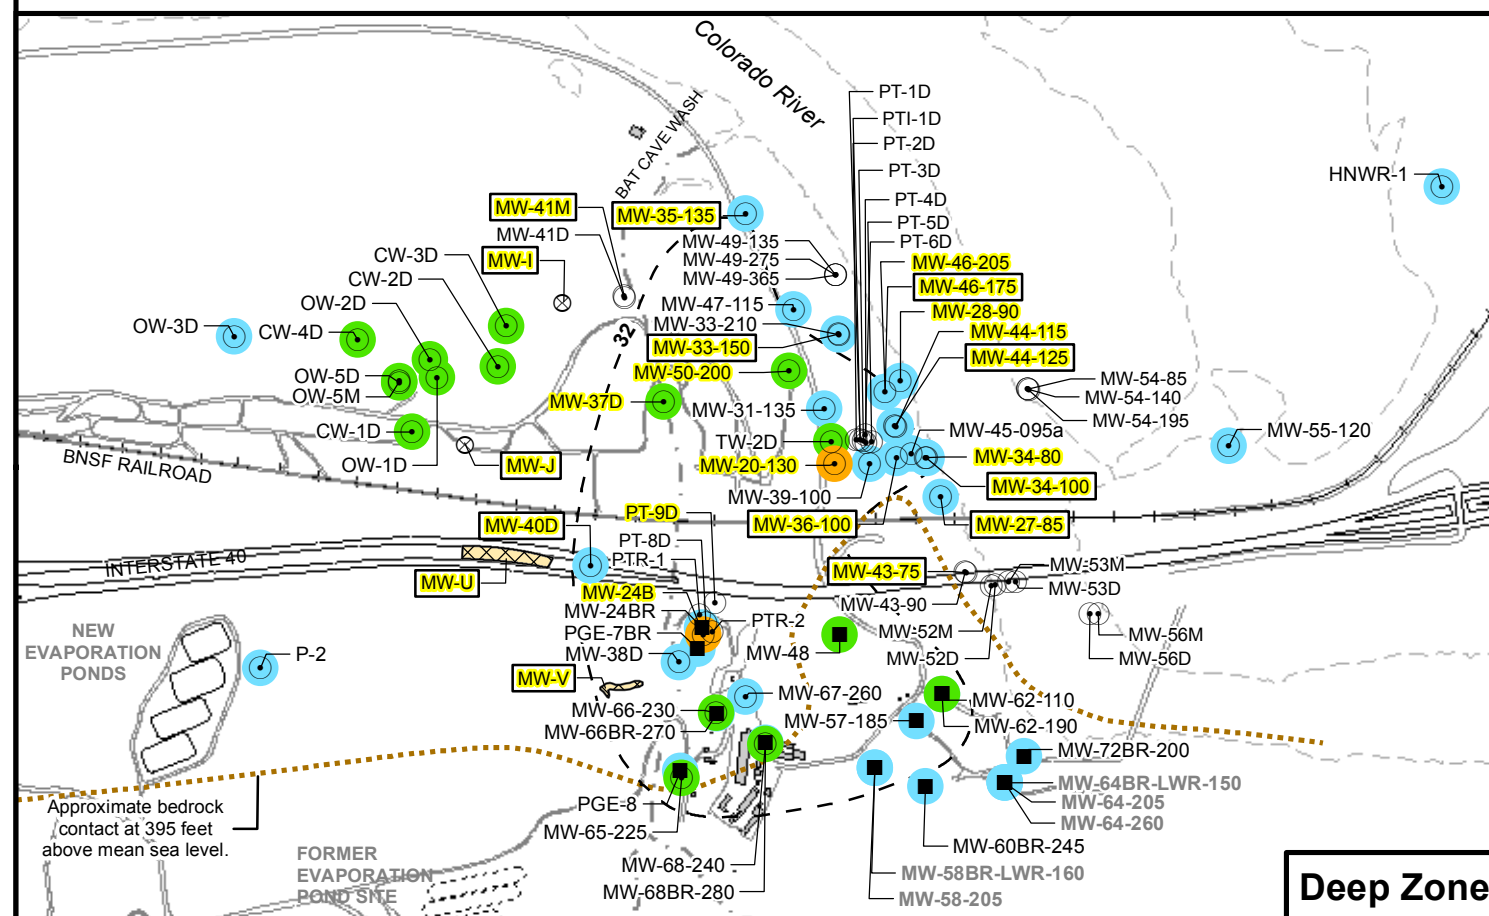 Colorado River
BAT CAVE WASH
PT-1D
PTI-1D
PT-2D
PT-3D
PT-4D
PT-5D
PT-6D
HNWR-1
MW-41M
MW-35-135
MW-41D
MW-49-135
MW-49-275
MW-49-365
CW-3D
MW-I
CW-2D
MW-46-205
MW-46-175
OW-2D
MW-47-115
MW-28-90
OW-3D
CW-4D
32
MW-33-210
MW-44-115
MW-33-150
MW-44-125
OW-5D
MW-50-200
MW-54-85
OW-5M
MW-54-140
MW-37D
MW-31-135
MW-54-195
CW-1D
TW-2D
MW-45-095a
MW-55-120
BNSF RAILROAD
OW-1D
MW-J
MW-20-130
MW-34-80
MW-39-100
MW-34-100
MW-40D
PT-9D
MW-36-100
MW-27-85
PT-8D
INTERSTATE 40
PTR-1
MW-U
MW-43-75
MW-53M
MW-24B
MW-53D
MW-24BR
MW-43-90
NEW
EVAPORATION
PONDS
PTR-2
PGE-7BR
MW-52M
MW-56M
P-2
MW-38D
MW-48
MW-52D
MW-56D
MW-V
MW-67-260
MW-62-110
MW-66-230
MW-57-185
MW-62-190
MW-66BR-270
MW-72BR-200
MW-64BR-LWR-150
MW-64-205
MW-64-260
Approximate bedrock
contact at 395 feet
above mean sea level.
PGE-8
MW-65-225
MW-60BR-245
FORMER
EVAPORATION
POND SITE
MW-68-240
MW-58BR-LWR-160
MW-68BR-280
MW-58-205
Deep Zone